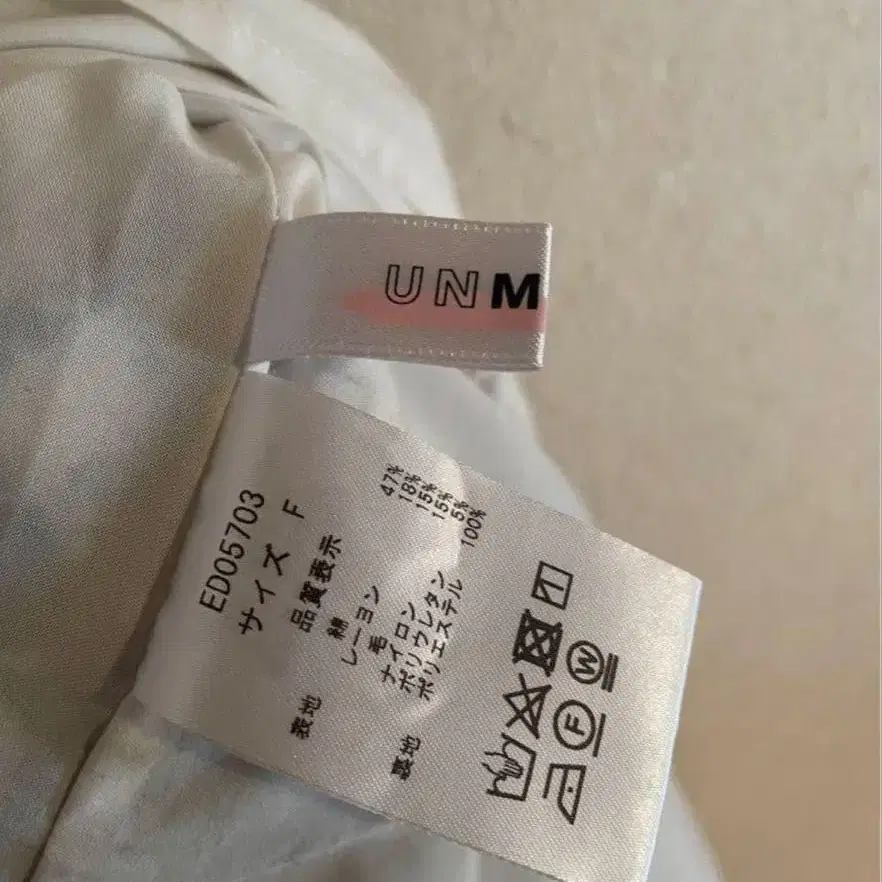 UNM
ED05703
サイズ F
品質表示
表地 綿 47%
レーヨン 18%
毛 15%
ナイロン 15%
ポリウレタン 5%
裏地 ポリエステル 100%
F
W